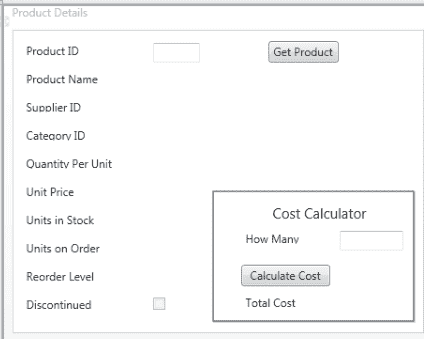 Product Details
Product ID
Get Product
Product Name
Supplier ID
Category ID
Quantity Per Unit
Unit Price
Units in Stock
Units on Order
Reorder Level
Discontinued
Cost Calculator
How Many
Calculate Cost
Total Cost